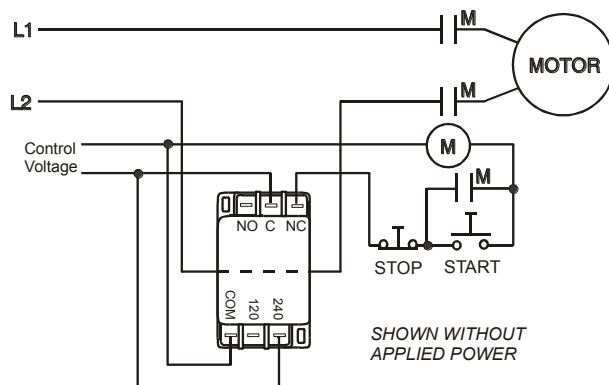 L1
M
MOTOR
L2
M
Control
Voltage
M
M
NO C NC
STOP START
COM 120 240
SHOWN WITHOUT
APPLIED POWER